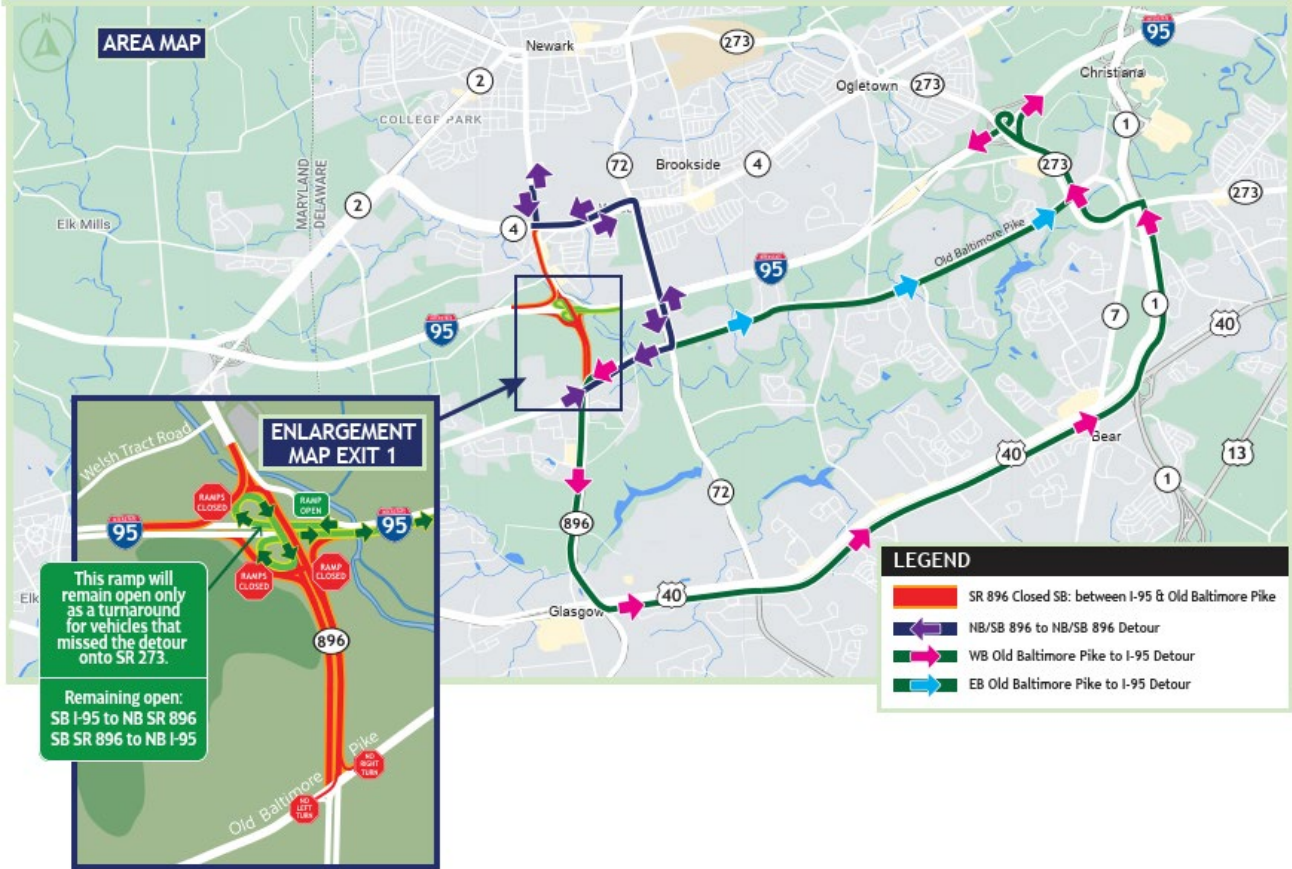 N
AREA MAP
Newark
273
95
Christiana
2
Ogletown
273
COLLEGE PARK
1
72
Brookside
4
273
273
MARYLAND
DELAWARE
2
Elk Mills
4
Old Baltimore Pike
95
95
7
1
40
ENLARGEMENT
MAP EXIT 1
Welsh Tract Road
RAMPS
CLOSED
RAMP
OPEN
95
95
RAMPS
CLOSED
RAMP
CLOSED
This ramp will
remain open only
as a turnaround
for vehicles that
missed the detour
onto SR 273.
Remaining open:
SB I-95 to NB SR 896
SB SR 896 to NB I-95
896
Old Baltimore Pike
NO
RIGHT
TURN
NO
LEFT
TURN
Elk
Bear
40
13
72
1
896
Glasgow
40
LEGEND
SR 896 Closed SB: between I-95 & Old Baltimore Pike
NB/SB 896 to NB/SB 896 Detour
WB Old Baltimore Pike to I-95 Detour
EB Old Baltimore Pike to I-95 Detour